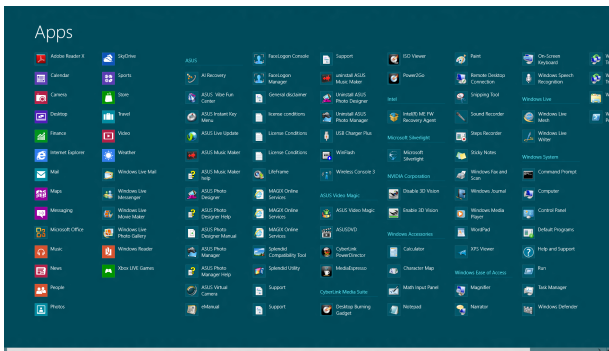 Apps
Adobe Reader X
Calendar
Camera
Desktop
Finance
Internet Explorer
Mail
Maps
Messaging
Microsoft Office
Music
News
People
Photos
SkyDrive
Sports
Store
Travel
Video
Weather
Windows Live Mail
Windows Live
Messenger
Windows Live
Movie Maker
Windows Live
Photo Gallery
Windows Reader
Xbox LIVE Games
ASUS
AI Recovery
ASUS Vibe Fun
Center
ASUS Instant Key
Menu
ASUS Live Update
ASUS Music Maker
ASUS Music Maker
help
ASUS Photo
Designer
ASUS Photo
Designer Help
ASUS Photo
Designer Manual
ASUS Photo
Manager
ASUS Photo
Manager Help
ASUS Virtual
Camera
eManual
FaceLogon Console
FaceLogon
Manager
General disclaimer
license conditions
License Conditions
License Conditions
LifeFrame
MAGIX Online
Services
MAGIX Online
Services
MAGIX Online
Services
Splendid
Compatibility Tool
Splendid Utility
Support
Support
Support
uninstall ASUS
Music Maker
Uninstall ASUS
Photo Designer
Uninstall ASUS
Photo Manager
USB Charger Plus
WinFlash
Wireless Console 3
ASUS Video Magic
ASUS Video Magic
ASUSDVD
CyberLink
PowerDirector
MediaEspresso
CyberLink Media Suite
Desktop Burning
Gadget
ISO Viewer
Power2Go
Intel
Intel(R) ME FW
Recovery Agent
Microsoft Silverlight
Microsoft
Silverlight
NVIDIA Corporation
Disable 3D Vision
Enable 3D Vision
Windows Accessories
Calculator
Character Map
Math Input Panel
Notepad
Paint
Remote Desktop
Connection
Snipping Tool
Sound Recorder
Steps Recorder
Sticky Notes
Windows Fax and
Scan
Windows Journal
Windows Media
Player
WordPad
XPS Viewer
Windows Ease of Access
Magnifier
Narrator
On-Screen
Keyboard
Windows Speech
Recognition
Windows Live
Windows Live
Mesh
Windows Live
Writer
Windows System
Command Prompt
Computer
Control Panel
Default Programs
Help and Support
Run
Task Manager
Windows Defender